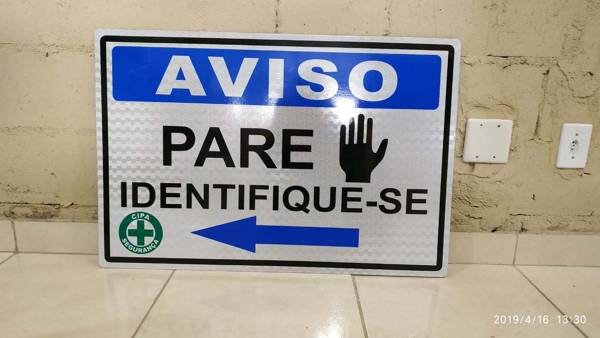 AVISO
PARE
IDENTIFIQUE-SE
CIPA
SEGURANÇA
2019/4/16 13:30